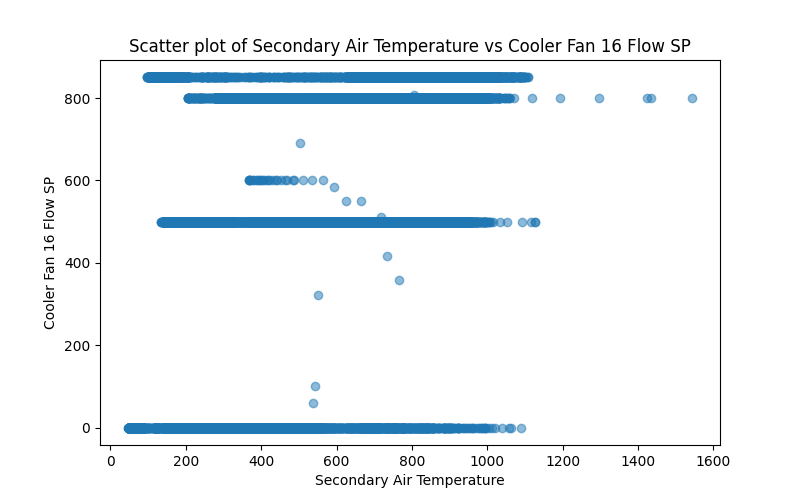 Scatter plot of Secondary Air Temperature vs Cooler Fan 16 Flow SP
Cooler Fan 16 Flow SP
800
600
400
200
0
0 200 400 600 800 1000 1200 1400 1600
Secondary Air Temperature